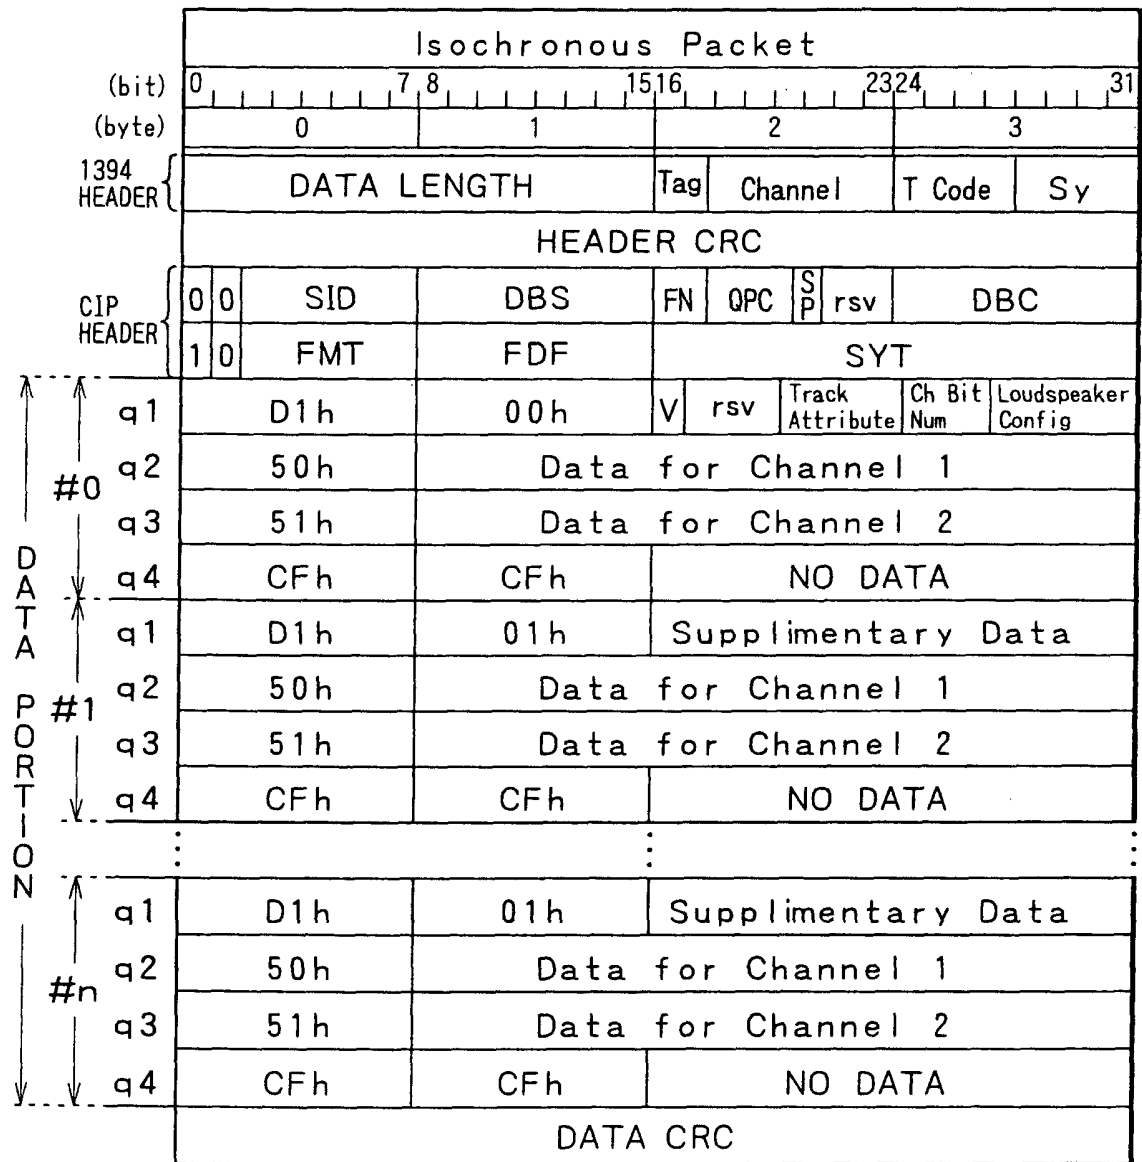 Isochronous Packet
(bit) 0 7 8 15 16 23 24 31
(byte) 0 1 2 3
1394 HEADER DATA LENGTH Tag Channel T Code Sy
HEADER CRC
CIP HEADER
0 0 SID DBS FN QPC SP rsv DBC
1 0 FMT FDF SYT
DATA PORTION
#0
q1 D1h 00h V rsv Track Attribute Ch Bit Num Loudspeaker Config
q2 50h Data for Channel 1
q3 51h Data for Channel 2
q4 CFh CFh NO DATA
#1
q1 D1h 01h Supplimentary Data
q2 50h Data for Channel 1
q3 51h Data for Channel 2
q4 CFh CFh NO DATA
#n
q1 D1h 01h Supplimentary Data
q2 50h Data for Channel 1
q3 51h Data for Channel 2
q4 CFh CFh NO DATA
DATA CRC